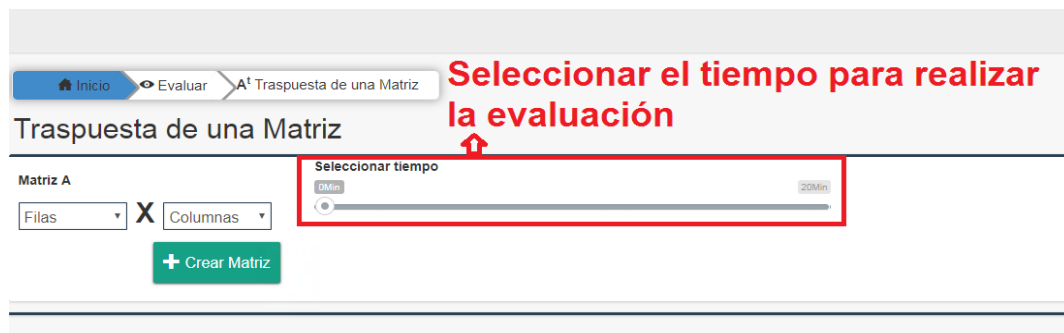 Inicio Evaluar Aᵗ Traspuesta de una Matriz
Seleccionar el tiempo para realizar
la evaluación
Traspuesta de una Matriz
Matriz A
Filas X Columnas
Crear Matriz
Seleccionar tiempo
0Min 20Min